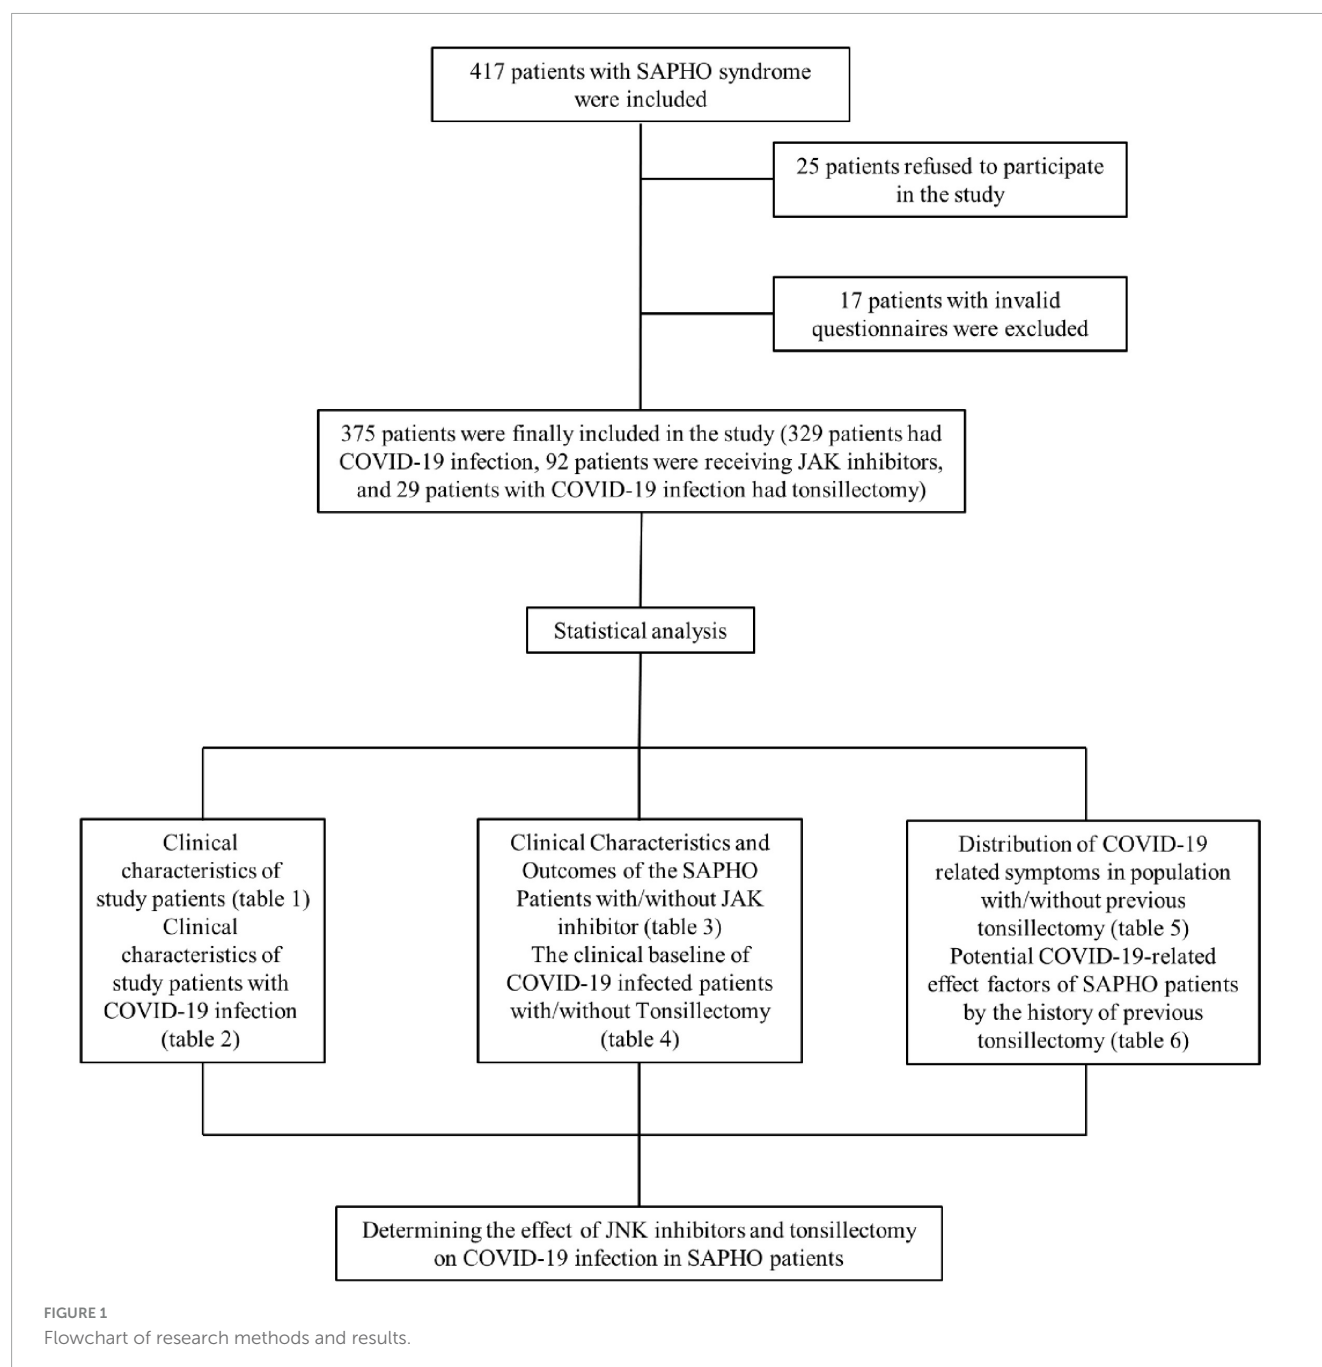 417 patients with SAPHO syndrome
were included
25 patients refused to participate
in the study
17 patients with invalid
questionnaires were excluded
375 patients were finally included in the study (329 patients had
COVID-19 infection, 92 patients were receiving JAK inhibitors,
and 29 patients with COVID-19 infection had tonsillectomy)
Statistical analysis
Clinical
characteristics of
study patients (table 1)
Clinical
characteristics of
study patients with
COVID-19 infection
(table 2)
Clinical Characteristics and
Outcomes of the SAPHO
Patients with/without JAK
inhibitor (table 3)
The clinical baseline of
COVID-19 infected patients
with/without Tonsillectomy
(table 4)
Distribution of COVID-19
related symptoms in population
with/without previous
tonsillectomy (table 5)
Potential COVID-19-related
effect factors of SAPHO patients
by the history of previous
tonsillectomy (table 6)
Determining the effect of JNK inhibitors and tonsillectomy
on COVID-19 infection in SAPHO patients
FIGURE 1
Flowchart of research methods and results.